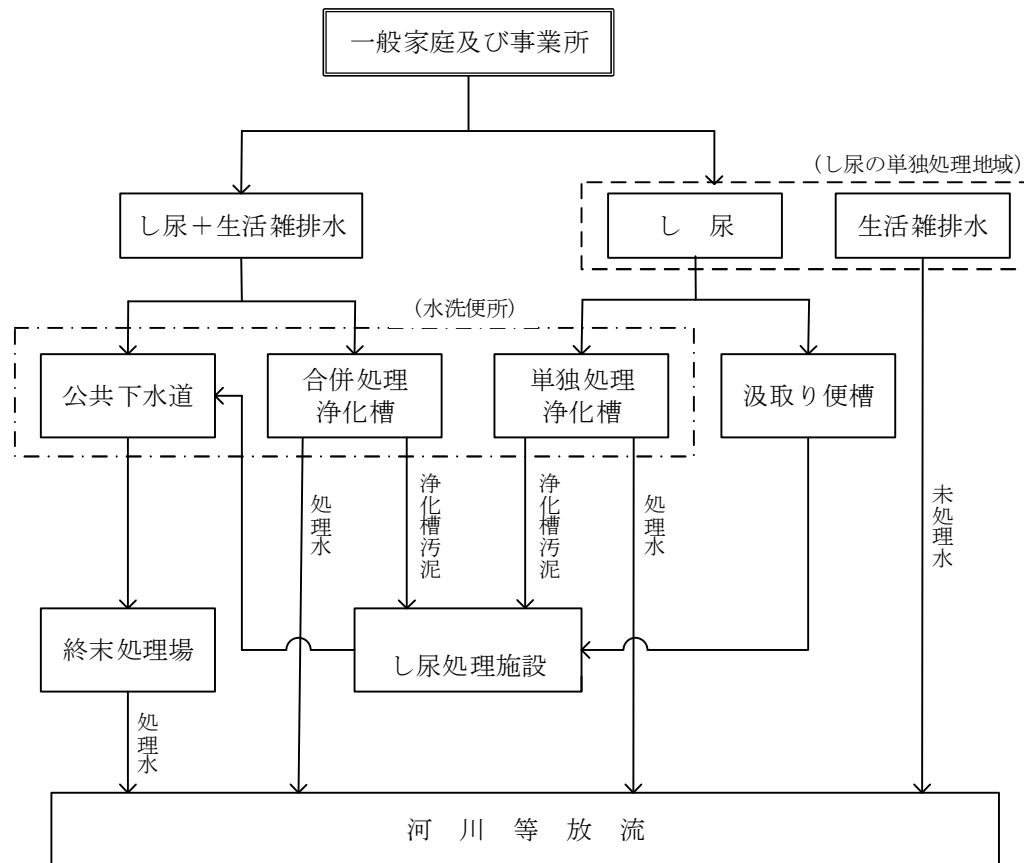 一般家庭及び事業所
(し尿の単独処理地域)
し尿＋生活雑排水
し　尿
生活雑排水
(水洗便所)
公共下水道
合併処理
浄化槽
単独処理
浄化槽
汲取り便槽
処理水
浄化槽汚泥
浄化槽汚泥
処理水
未処理水
終末処理場
し尿処理施設
処理水
河　川　等　放　流